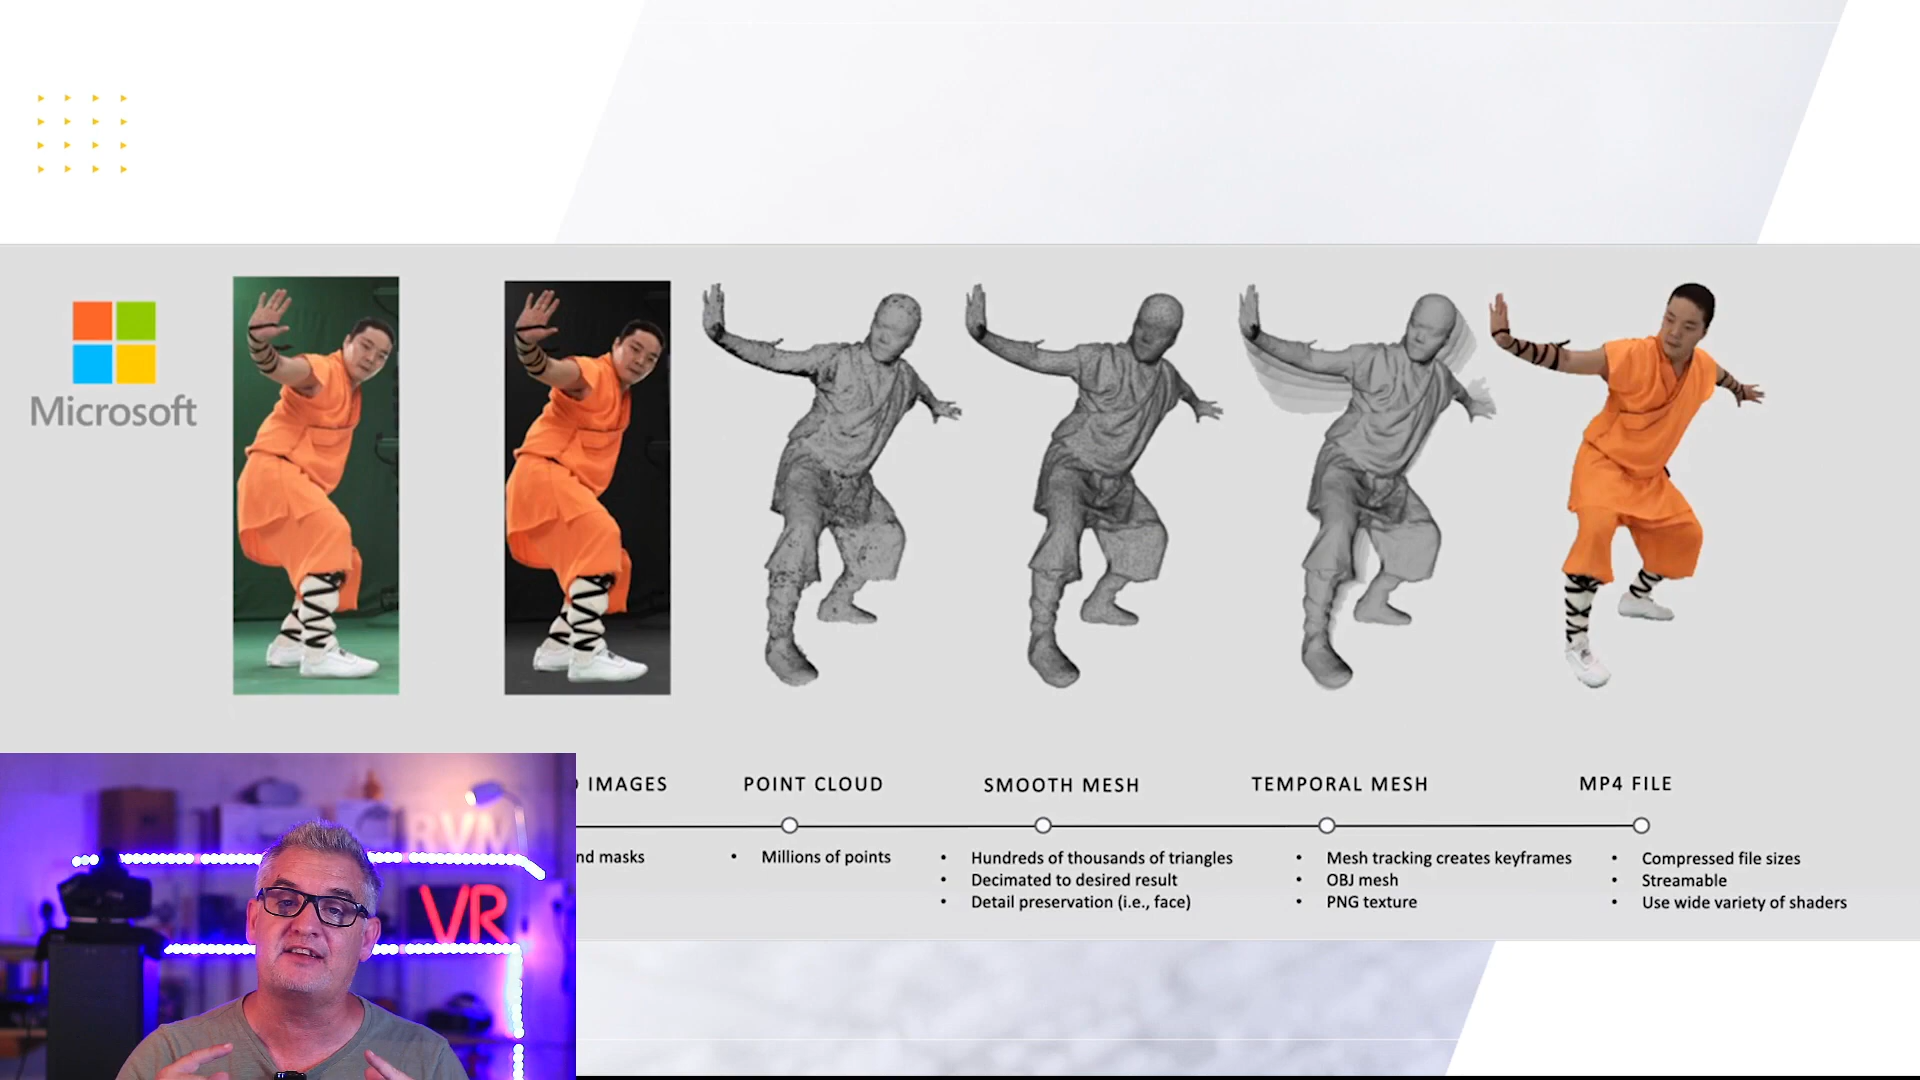 Microsoft
IMAGES
POINT CLOUD
SMOOTH MESH
TEMPORAL MESH
MP4 FILE
masks
• Millions of points
• Hundreds of thousands of triangles
• Decimated to desired result
• Detail preservation (i.e., face)
• Mesh tracking creates keyframes
• OBJ mesh
• PNG texture
• Compressed file sizes
• Streamable
• Use wide variety of shaders
VR